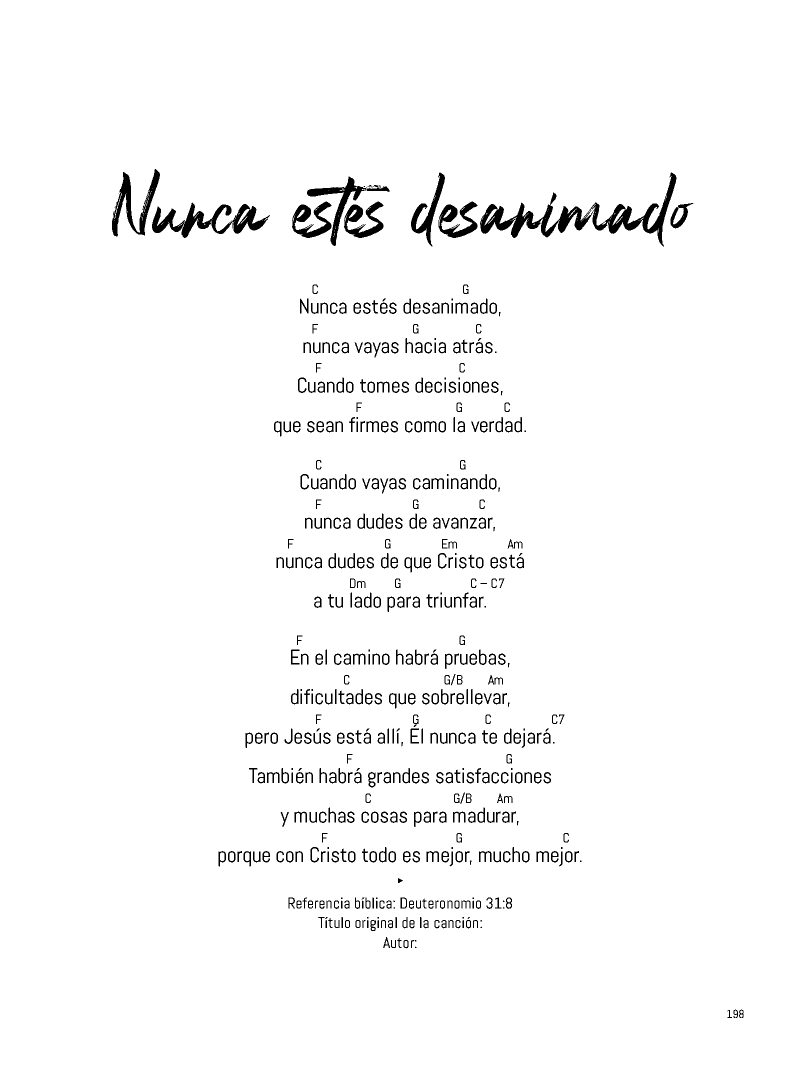 Nunca estés desanimado
C G
Nunca estés desanimado,
F G C
nunca vayas hacia atrás.
F C
Cuando tomes decisiones,
F G C
que sean firmes como la verdad.
C G
Cuando vayas caminando,
F G C
nunca dudes de avanzar,
F G Em Am
nunca dudes de que Cristo está
Dm G C – C7
a tu lado para triunfar.
F G
En el camino habrá pruebas,
C G/B Am
dificultades que sobrellevar,
F G C C7
pero Jesús está allí, Él nunca te dejará.
F G
También habrá grandes satisfacciones
C G/B Am
y muchas cosas para madurar,
F G C
porque con Cristo todo es mejor, mucho mejor.
Referencia bíblica: Deuteronomio 31:8
Título original de la canción:
Autor:
198